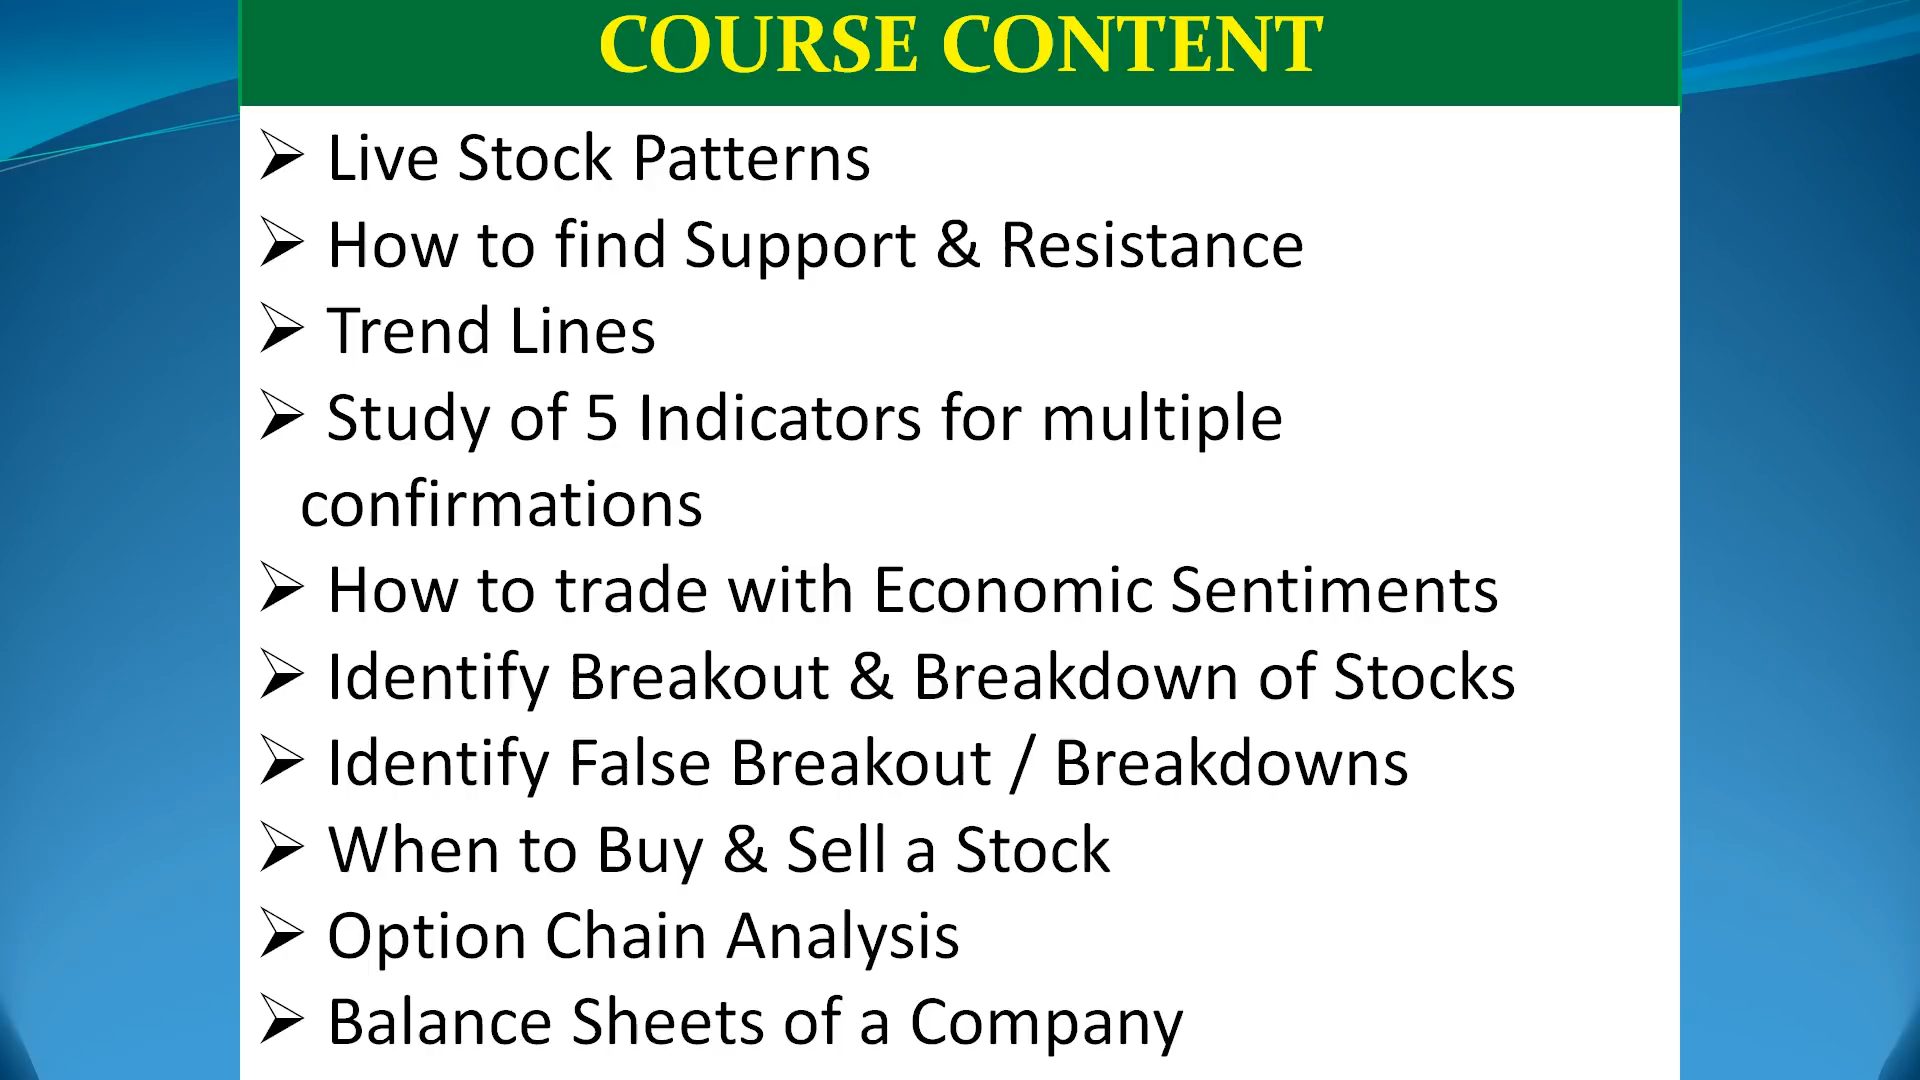 COURSE CONTENT
➢ Live Stock Patterns
➢ How to find Support & Resistance
➢ Trend Lines
➢ Study of 5 Indicators for multiple
confirmations
➢ How to trade with Economic Sentiments
➢ Identify Breakout & Breakdown of Stocks
➢ Identify False Breakout / Breakdowns
➢ When to Buy & Sell a Stock
➢ Option Chain Analysis
➢ Balance Sheets of a Company